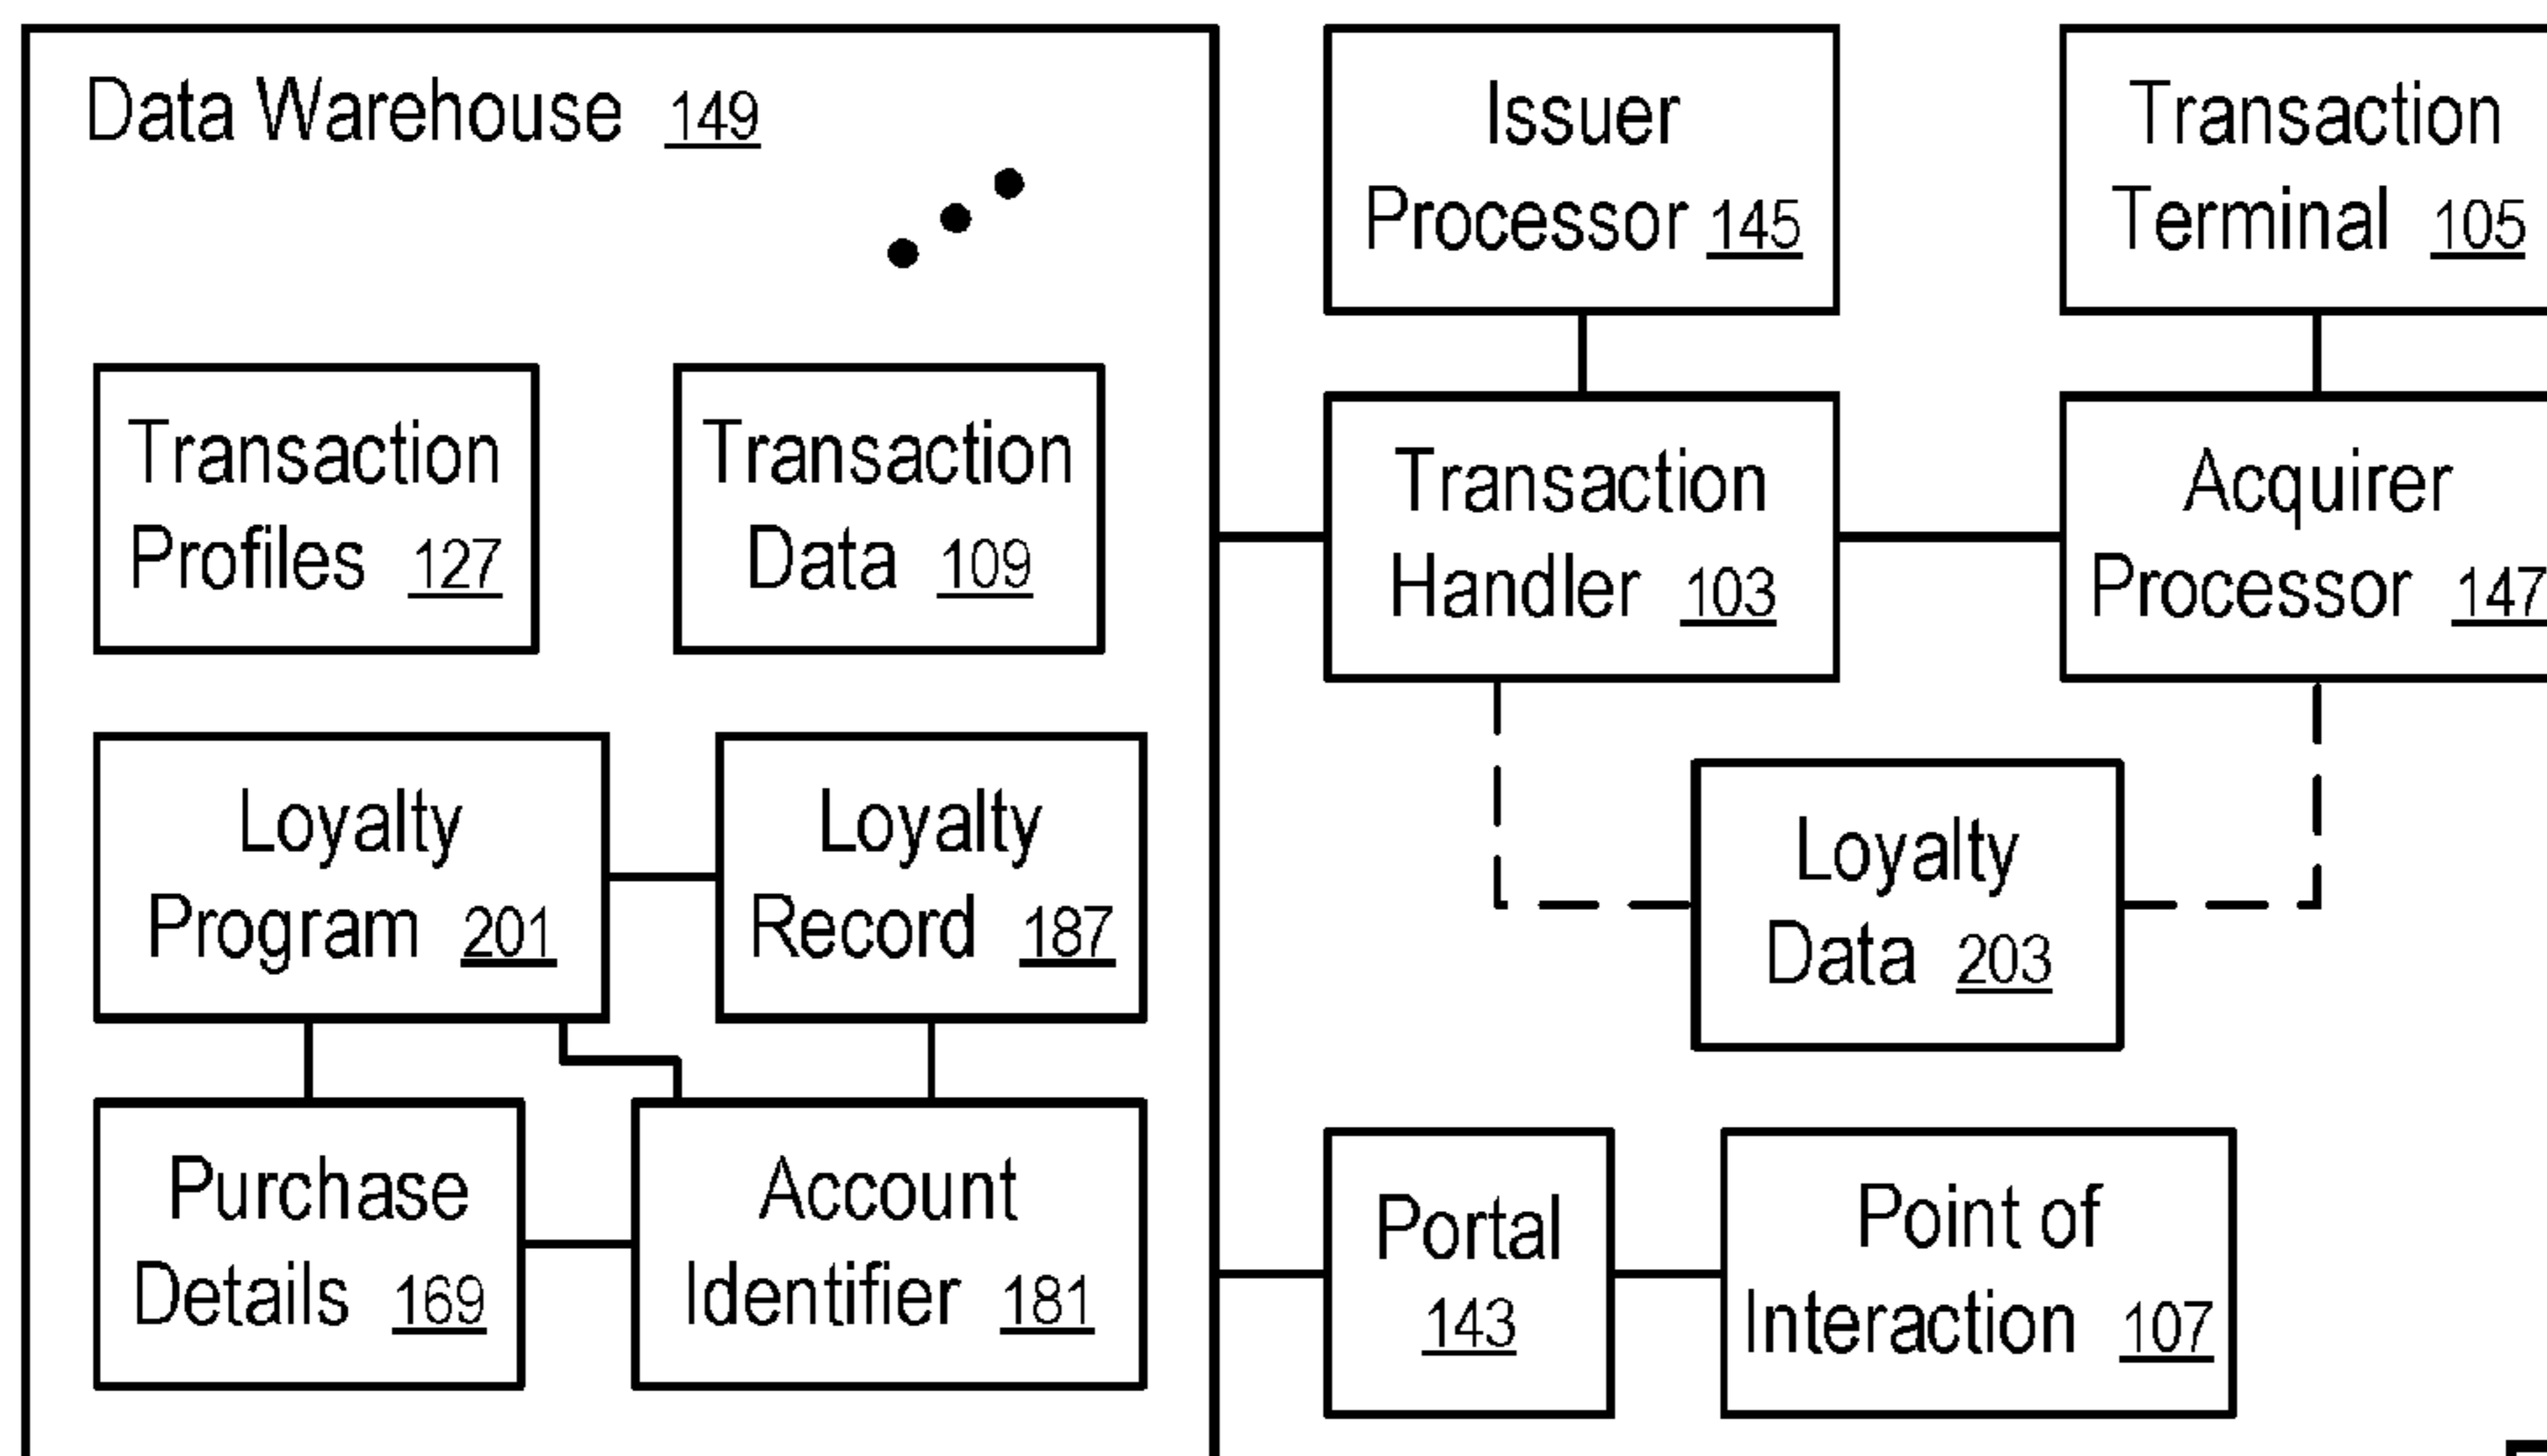 Data Warehouse 149
Transaction
Profiles 127
Transaction
Data 109
Loyalty
Program 201
Loyalty
Record 187
Purchase
Details 169
Account
Identifier 181
Issuer
Processor 145
Transaction
Terminal 105
Transaction
Handler 103
Acquirer
Processor 147
Loyalty
Data 203
Portal
143
Point of
Interaction 107